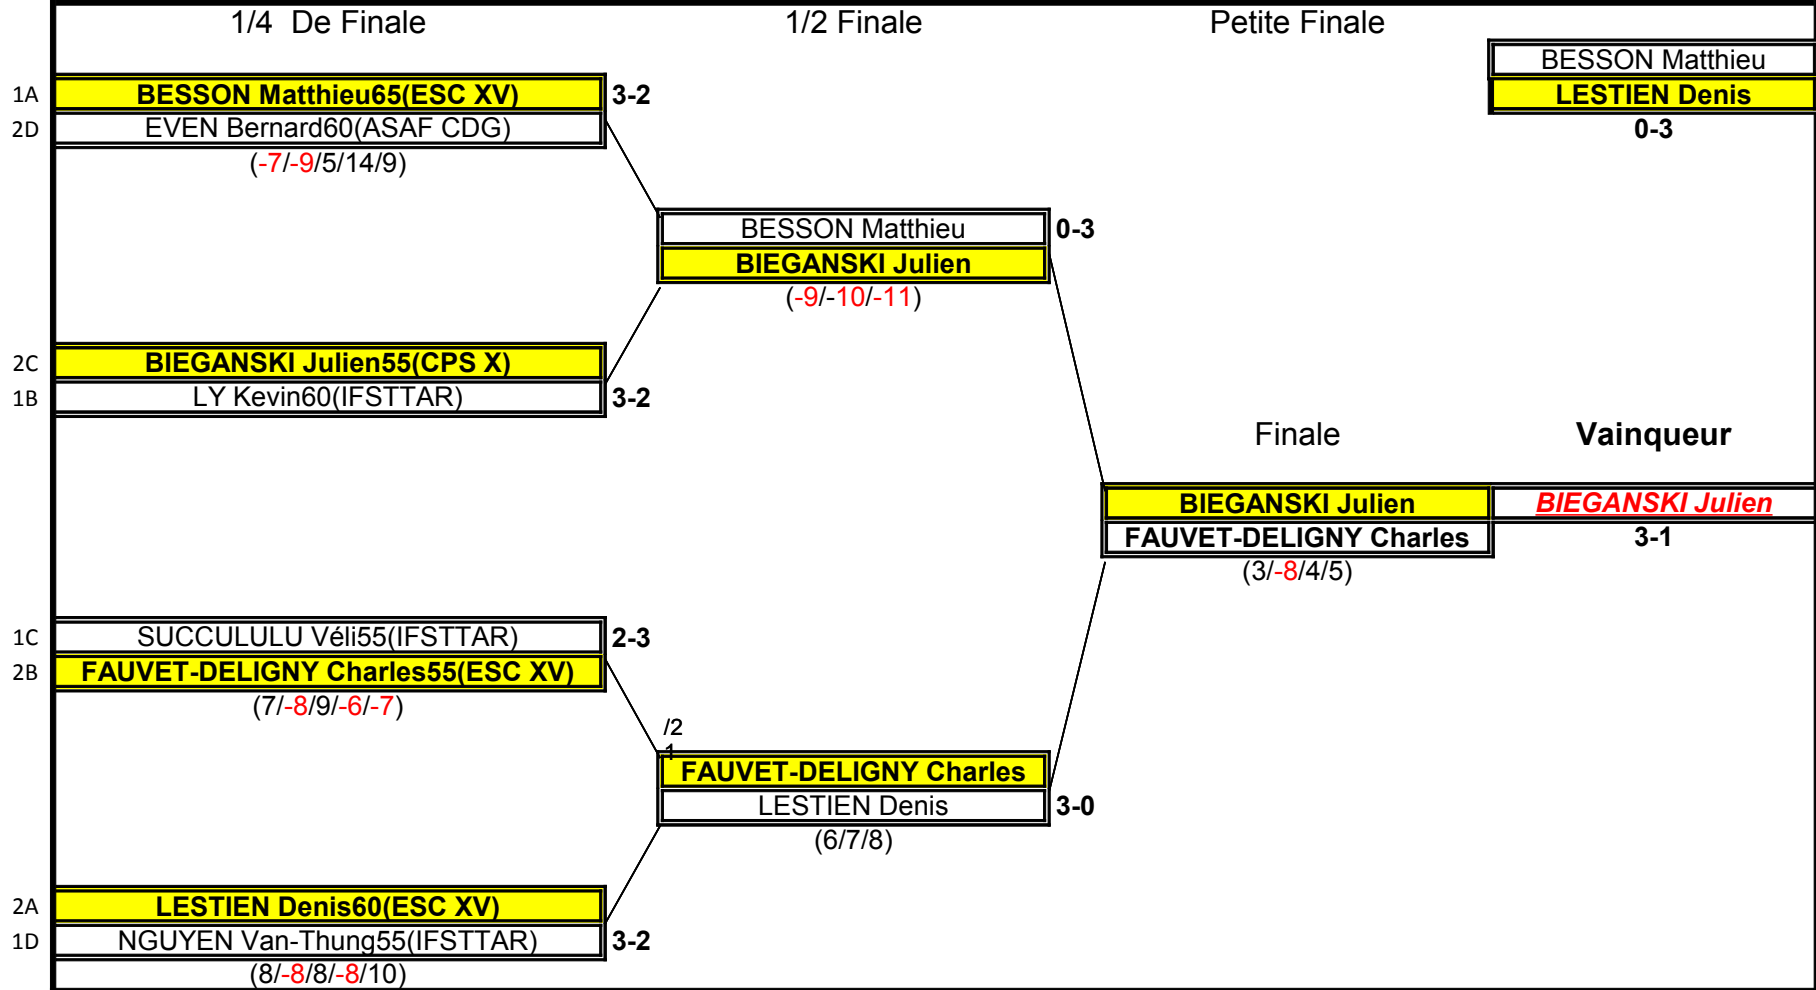 1/4  De Finale
1/2 Finale
Petite Finale
BESSON Matthieu
1A
BESSON Matthieu65(ESC XV)
3-2
LESTIEN Denis
2D
EVEN Bernard60(ASAF CDG)
0-3
(-7/-9/5/14/9)
BESSON Matthieu
0-3
BIEGANSKI Julien
(-9/-10/-11)
2C
BIEGANSKI Julien55(CPS X)
1B
LY Kevin60(IFSTTAR)
3-2
Finale
Vainqueur
BIEGANSKI Julien
BIEGANSKI Julien
FAUVET-DELIGNY Charles
3-1
(3/-8/4/5)
1C
SUCCULULU Véli55(IFSTTAR)
2-3
2B
FAUVET-DELIGNY Charles55(ESC XV)
(7/-8/9/-6/-7)
/2
1
FAUVET-DELIGNY Charles
LESTIEN Denis
3-0
(6/7/8)
2A
LESTIEN Denis60(ESC XV)
1D
NGUYEN Van-Thung55(IFSTTAR)
3-2
(8/-8/8/-8/10)